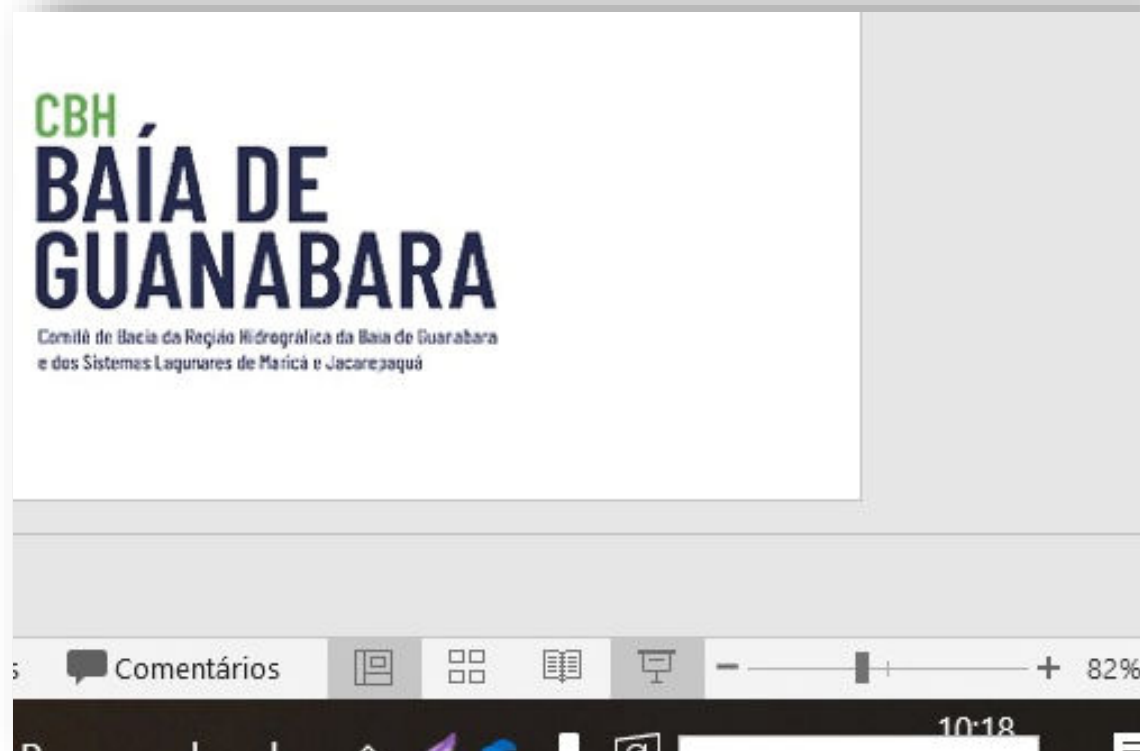 CBH
BAÍA DE
GUANABARA
Comitê de Bacia da Região Hidrográfica da Baía de Guanabara
e dos Sistemas Lagunares de Maricá e Jacarepaguá
Comentários
82%
10:18